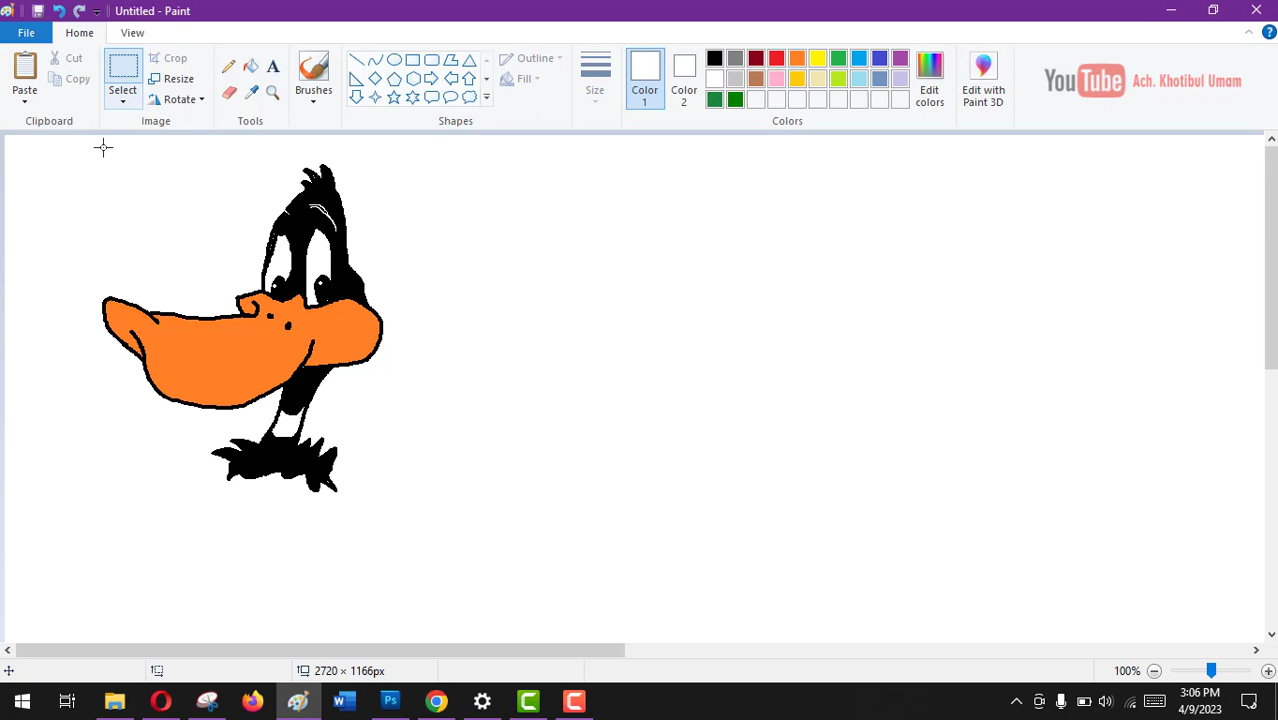 Untitled - Paint
File Home View
Paste Cut Copy Clipboard
Select Crop Resize Rotate Image
Tools
Brushes
Outline Fill Shapes
Size
Color 1 Color 2 Edit colors Colors
Edit with Paint 3D
YouTube Ach. Khotibul Umam
2720 × 1166px 100%
3:06 PM
4/9/2023